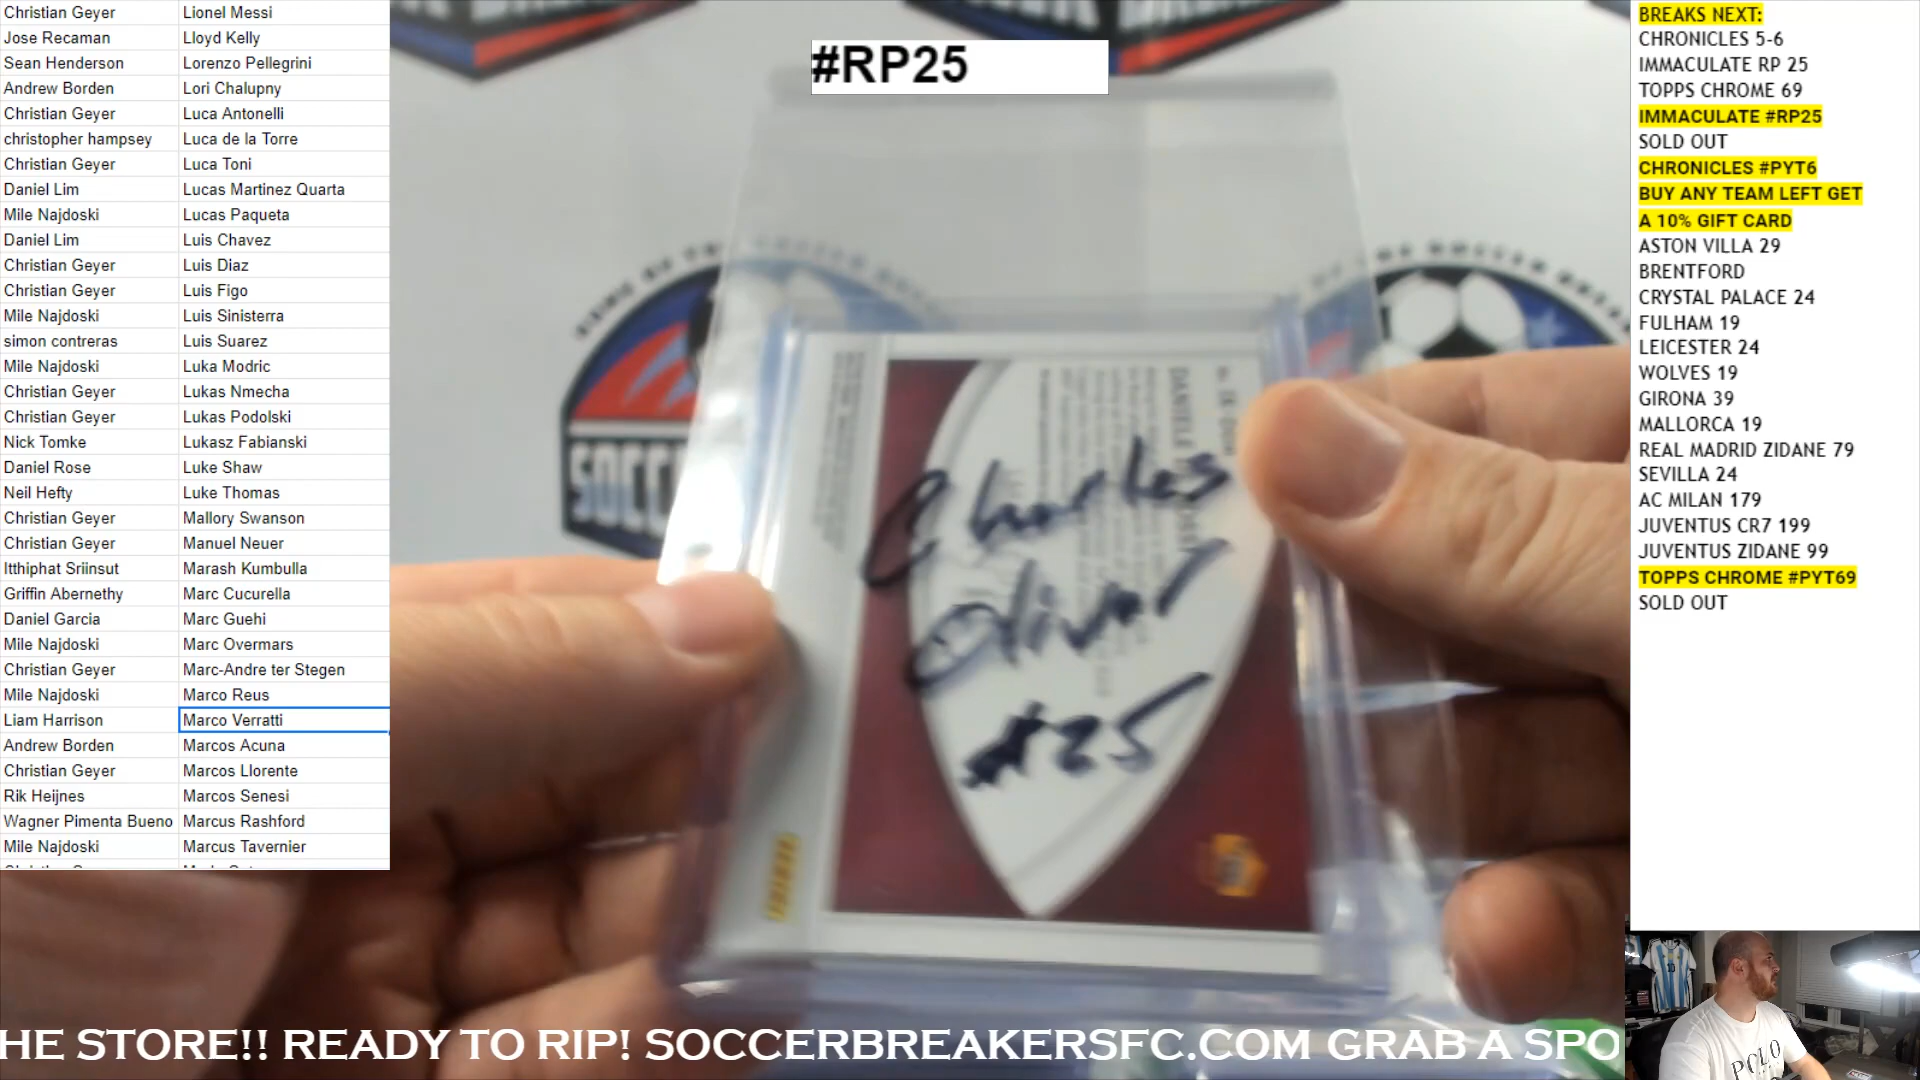 Christian Geyer Lionel Messi
Jose Recaman Lloyd Kelly
Sean Henderson Lorenzo Pellegrini
Andrew Borden Lori Chalupny
Christian Geyer Luca Antonelli
christopher hampsey Luca de la Torre
Christian Geyer Luca Toni
Daniel Lim Lucas Martinez Quarta
Mile Najdoski Lucas Paqueta
Daniel Lim Luis Chavez
Christian Geyer Luis Diaz
Christian Geyer Luis Figo
Mile Najdoski Luis Sinisterra
simon contreras Luis Suarez
Mile Najdoski Luka Modric
Christian Geyer Lukas Nmecha
Christian Geyer Lukas Podolski
Nick Tomke Lukasz Fabianski
Daniel Rose Luke Shaw
Neil Hefty Luke Thomas
Christian Geyer Mallory Swanson
Christian Geyer Manuel Neuer
Itthiphat Sriinsut Marash Kumbulla
Griffin Abernethy Marc Cucurella
Daniel Garcia Marc Guehi
Mile Najdoski Marc Overmars
Christian Geyer Marc-Andre ter Stegen
Mile Najdoski Marco Reus
Liam Harrison Marco Verratti
Andrew Borden Marcos Acuna
Christian Geyer Marcos Llorente
Rik Heijnes Marcos Senesi
Wagner Pimenta Bueno Marcus Rashford
Mile Najdoski Marcus Tavernier
#RP25
SOCCER
DANIELE
Charles
Oliver
#25
PANINI
BREAKS NEXT:
CHRONICLES 5-6
IMMACULATE RP 25
TOPPS CHROME 69
IMMACULATE #RP25
SOLD OUT
CHRONICLES #PYT6
BUY ANY TEAM LEFT GET
A 10% GIFT CARD
ASTON VILLA 29
BRENTFORD
CRYSTAL PALACE 24
FULHAM 19
LEICESTER 24
WOLVES 19
GIRONA 39
MALLORCA 19
REAL MADRID ZIDANE 79
SEVILLA 24
AC MILAN 179
JUVENTUS CR7 199
JUVENTUS ZIDANE 99
TOPPS CHROME #PYT69
SOLD OUT
10
POLO
HE STORE!! READY TO RIP! SOCCERBREAKERSFC.COM GRAB A SPO